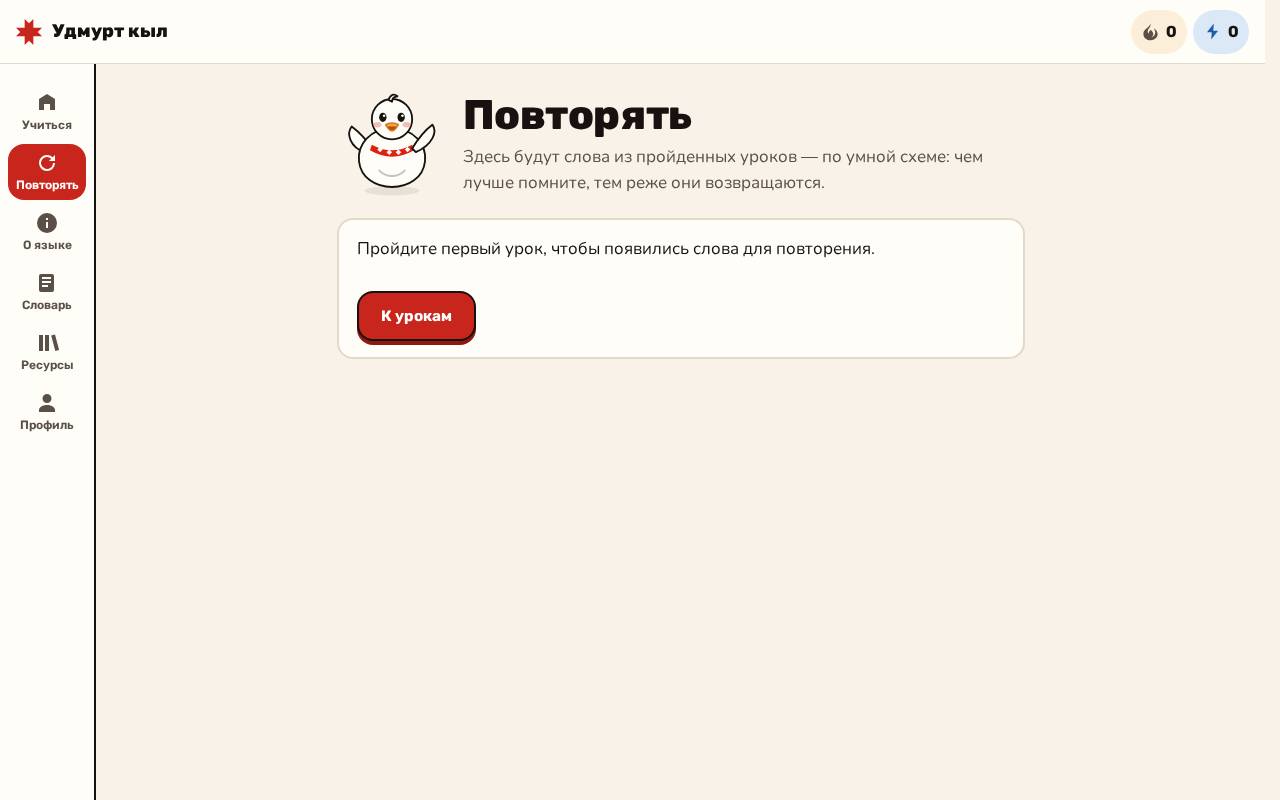 Удмурт кыл
0
0
Учиться
Повторять
О языке
Словарь
Ресурсы
Профиль
Повторять
Здесь будут слова из пройденных уроков — по умной схеме: чем
лучше помните, тем реже они возвращаются.
Пройдите первый урок, чтобы появились слова для повторения.
К урокам